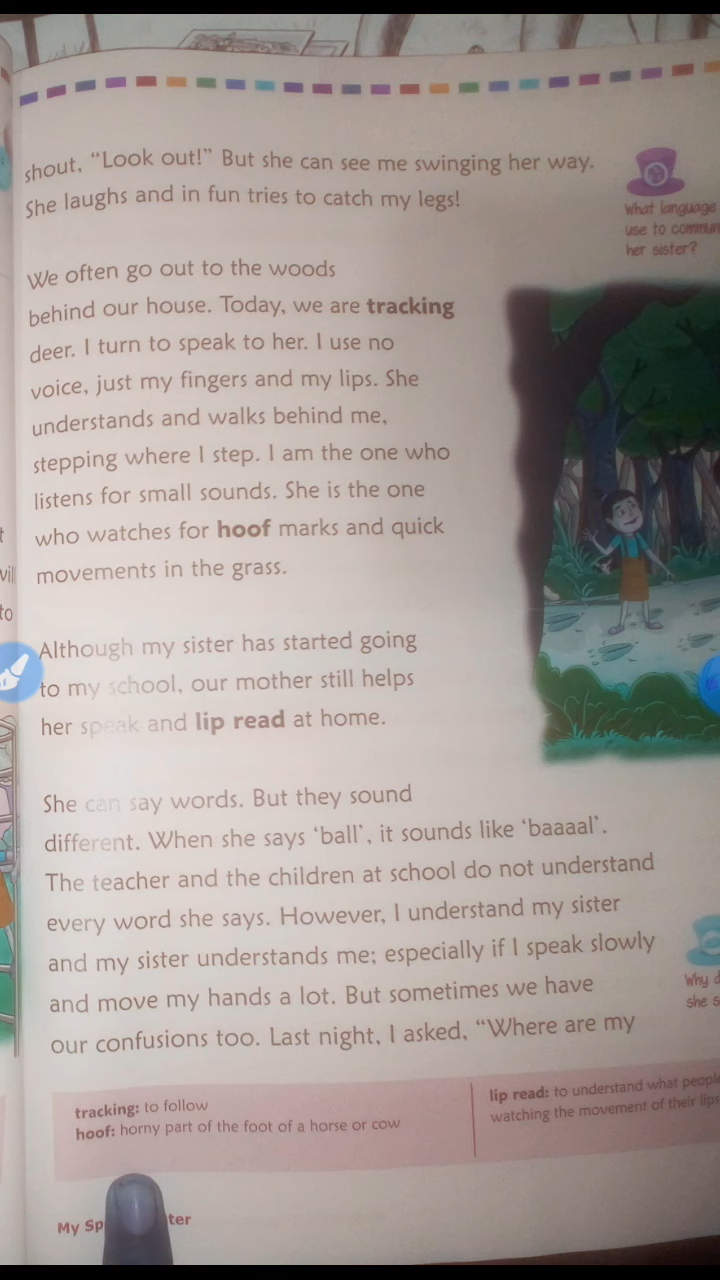 shout, “Look out!” But she can see me swinging her way.
She laughs and in fun tries to catch my legs!
What language
use to
her sister?
We often go out to the woods
behind our house. Today, we are tracking
deer. I turn to speak to her. I use no
voice, just my fingers and my lips. She
understands and walks behind me,
stepping where I step. I am the one who
listens for small sounds. She is the one
who watches for hoof marks and quick
movements in the grass.
Although my sister has started going
to my school, our mother still helps
her speak and lip read at home.
She can say words. But they sound
different. When she says ‘ball’, it sounds like ‘baaaal’.
The teacher and the children at school do not understand
every word she says. However, I understand my sister
and my sister understands me; especially if I speak slowly
and move my hands a lot. But sometimes we have
our confusions too. Last night, I asked, “Where are my
Why
she
tracking: to follow
hoof: horny part of the foot of a horse or cow
lip read: to understand what people
watching the movement of their lips
My